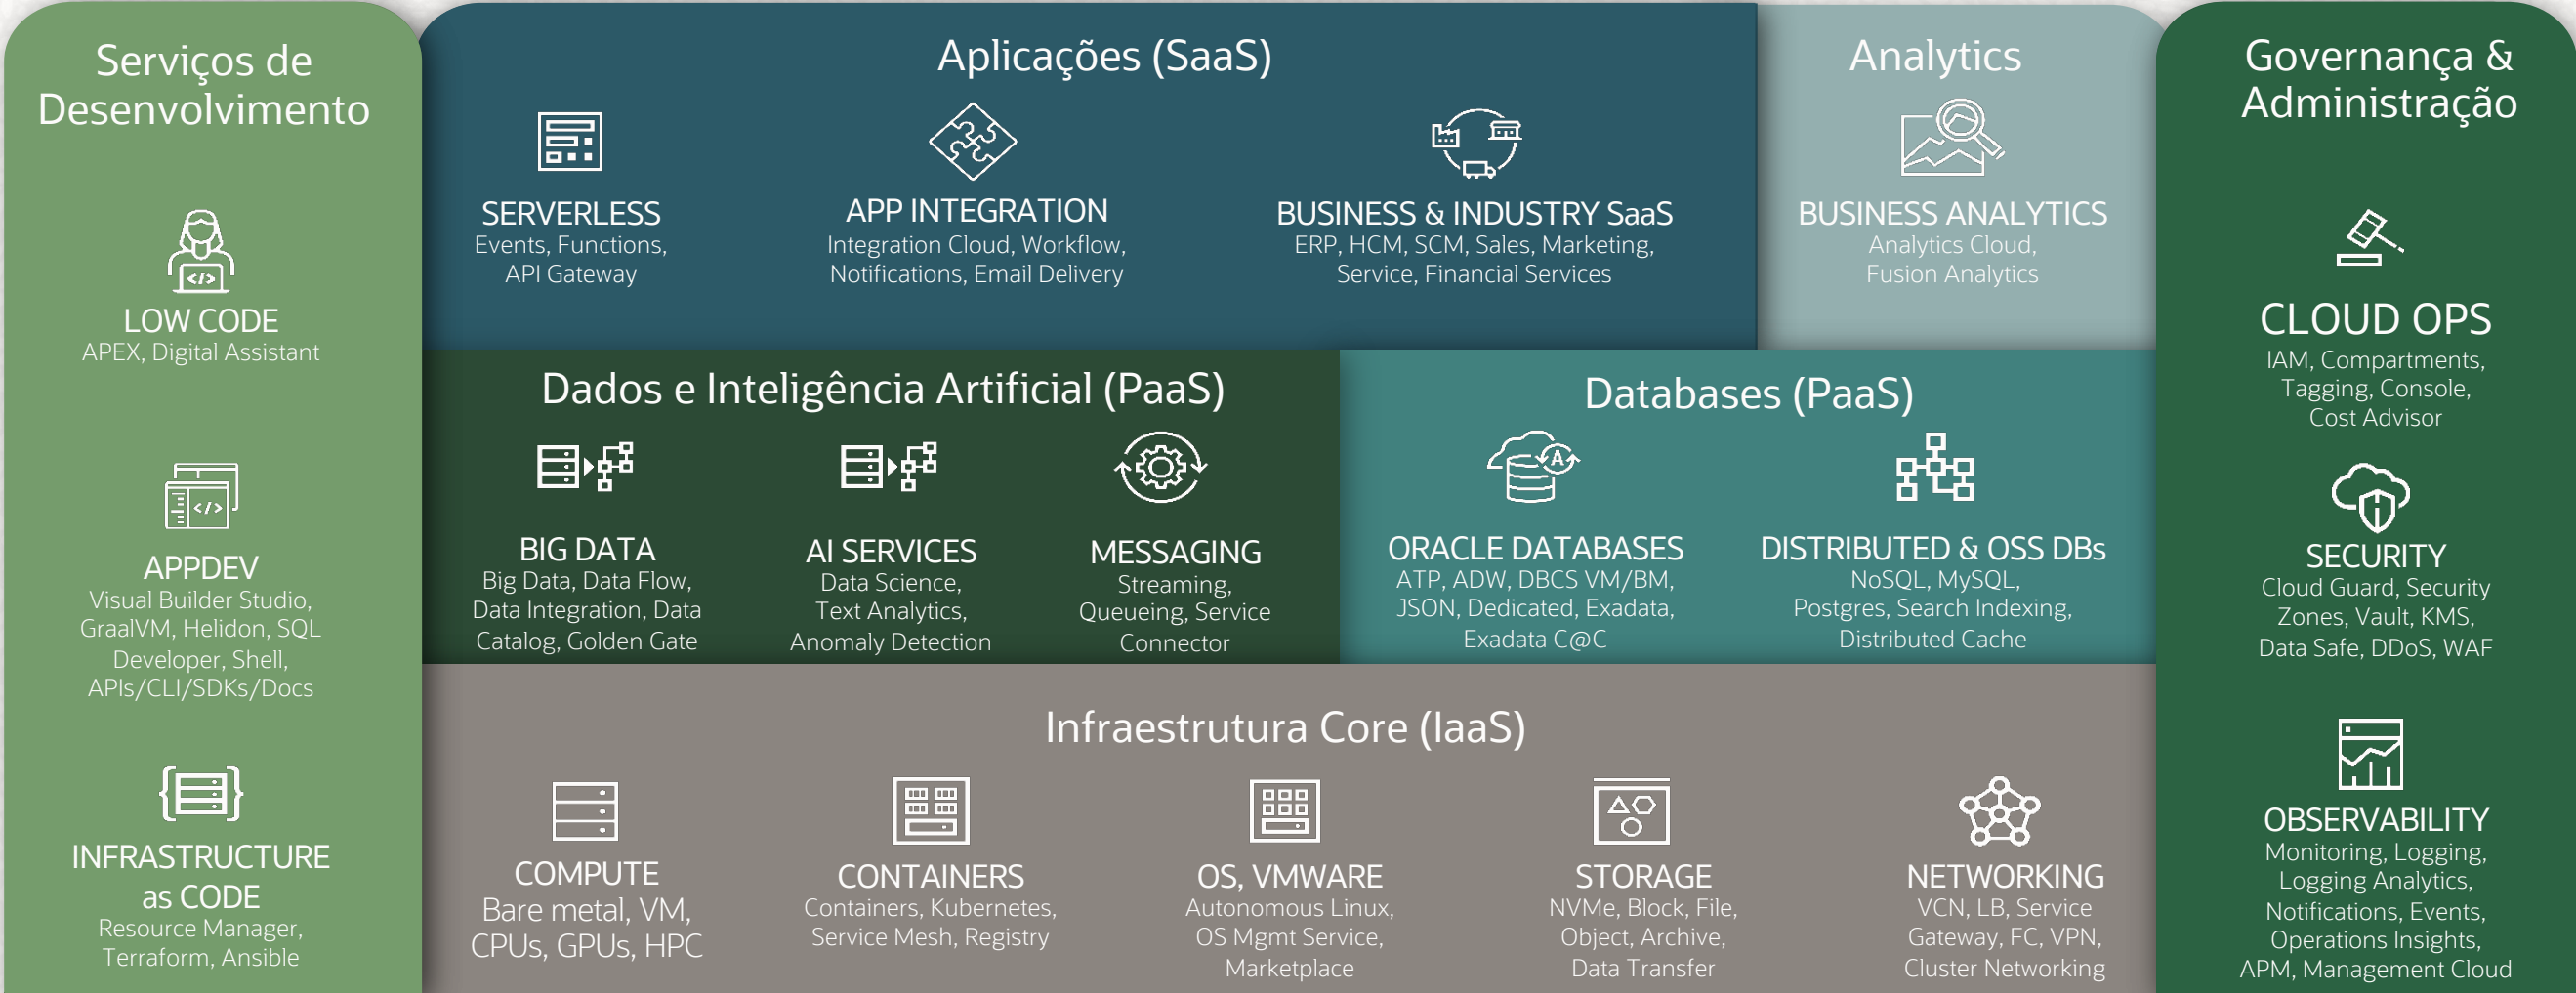 Serviços de
Desenvolvimento
LOW CODE
APEX, Digital Assistant
APPDEV
Visual Builder Studio,
GraalVM, Helidon, SQL
Developer, Shell,
APIs/CLI/SDKs/Docs
INFRASTRUCTURE
as CODE
Resource Manager,
Terraform, Ansible
Aplicações (SaaS)
SERVERLESS
Events, Functions,
API Gateway
APP INTEGRATION
Integration Cloud, Workflow,
Notifications, Email Delivery
BUSINESS & INDUSTRY SaaS
ERP, HCM, SCM, Sales, Marketing,
Service, Financial Services
Analytics
BUSINESS ANALYTICS
Analytics Cloud,
Fusion Analytics
Dados e Inteligência Artificial (PaaS)
BIG DATA
Big Data, Data Flow,
Data Integration, Data
Catalog, Golden Gate
AI SERVICES
Data Science,
Text Analytics,
Anomaly Detection
MESSAGING
Streaming,
Queueing, Service
Connector
Databases (PaaS)
ORACLE DATABASES
ATP, ADW, DBCS VM/BM,
JSON, Dedicated, Exadata,
Exadata C@C
DISTRIBUTED & OSS DBs
NoSQL, MySQL,
Postgres, Search Indexing,
Distributed Cache
Infraestrutura Core (IaaS)
COMPUTE
Bare metal, VM,
CPUs, GPUs, HPC
CONTAINERS
Containers, Kubernetes,
Service Mesh, Registry
OS, VMWARE
Autonomous Linux,
OS Mgmt Service,
Marketplace
STORAGE
NVMe, Block, File,
Object, Archive,
Data Transfer
NETWORKING
VCN, LB, Service
Gateway, FC, VPN,
Cluster Networking
Governança &
Administração
CLOUD OPS
IAM, Compartments,
Tagging, Console,
Cost Advisor
SECURITY
Cloud Guard, Security
Zones, Vault, KMS,
Data Safe, DDoS, WAF
OBSERVABILITY
Monitoring, Logging,
Logging Analytics,
Notifications, Events,
Operations Insights,
APM, Management Cloud